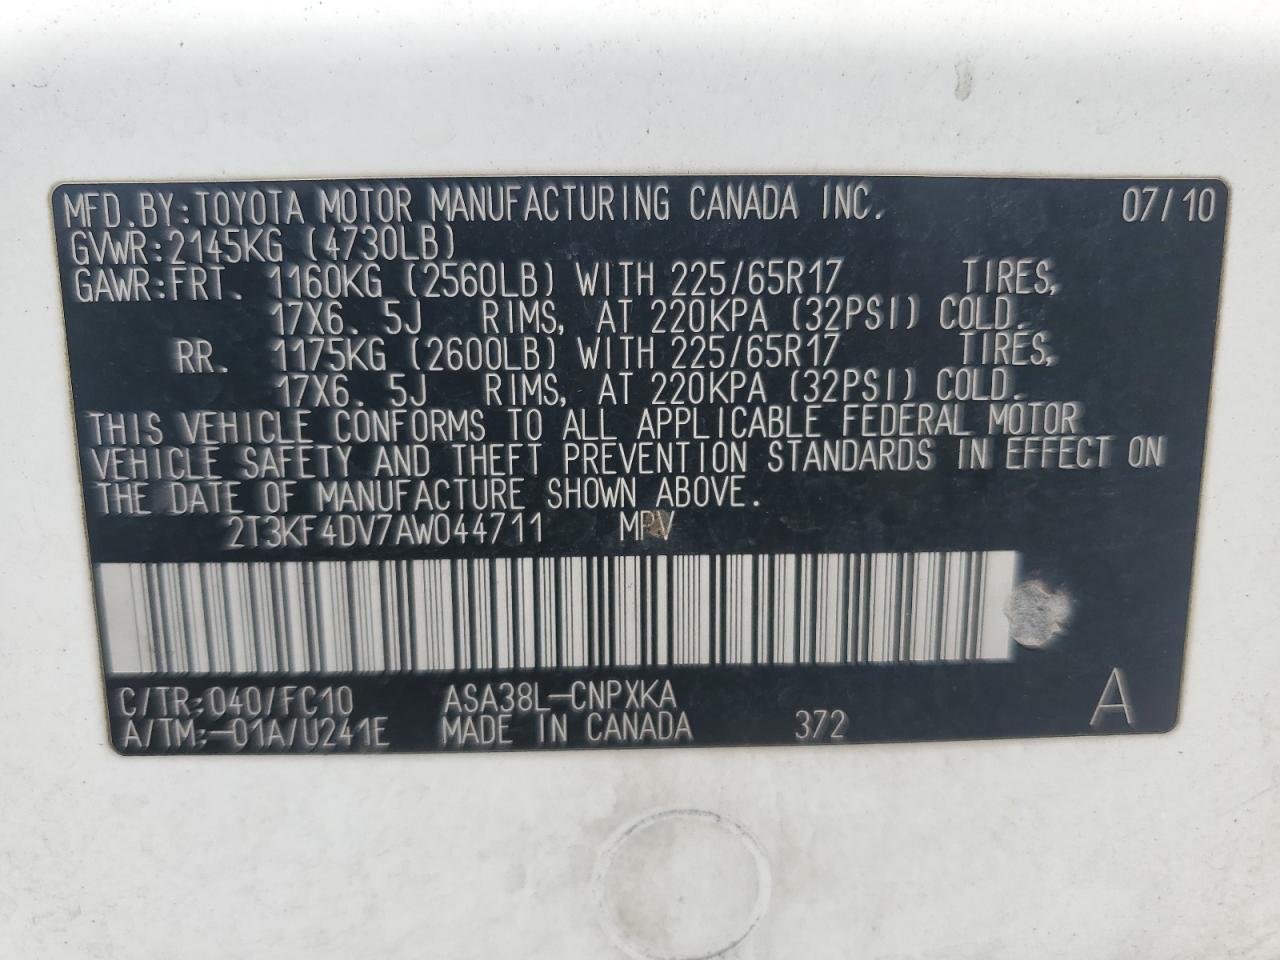 MFD.BY:TOYOTA MOTOR MANUFACTURING CANADA INC. 07/10
GVWR:2145KG (4730LB)
GAWR:FRT. 1160KG (2560LB) WITH 225/65R17 TIRES,
17X6. 5J RIMS, AT 220KPA (32PSI) COLD.
RR. 1175KG (2600LB) WITH 225/65R17 TIRES,
17X6. 5J RIMS, AT 220KPA (32PSI) COLD.
THIS VEHICLE CONFORMS TO ALL APPLICABLE FEDERAL MOTOR
VEHICLE SAFETY AND THEFT PREVENTION STANDARDS IN EFFECT ON
THE DATE OF MANUFACTURE SHOWN ABOVE.
2T3KF4DV7AW044711 MPV
C/TR:040/FC10 ASA38L-CNPXKA A
A/TM:-01A/U241E MADE IN CANADA 372